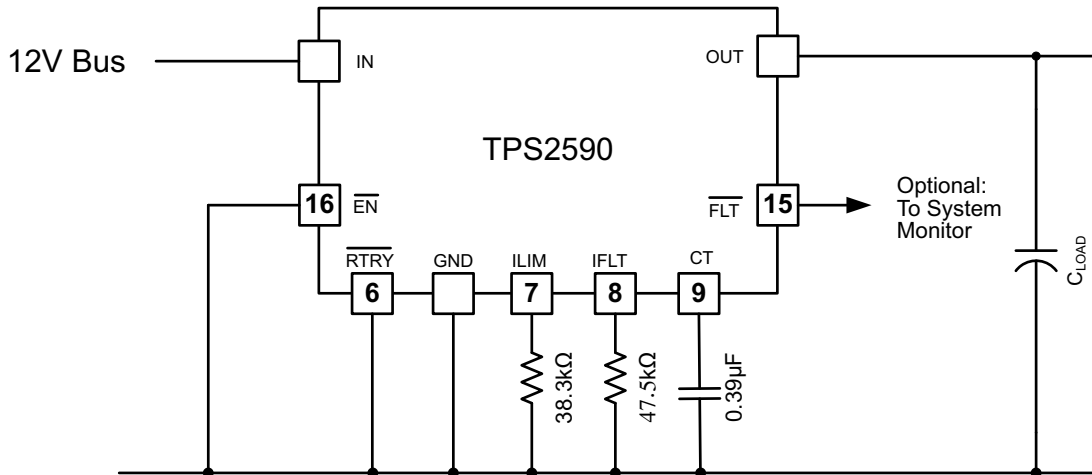 12V Bus
IN
OUT
TPS2590
16
EN
FLT
15
Optional:
To System
Monitor
RTRY
GND
ILIM
IFLT
CT
6
7
8
9
38.3kΩ
47.5kΩ
0.39µF
CLOAD